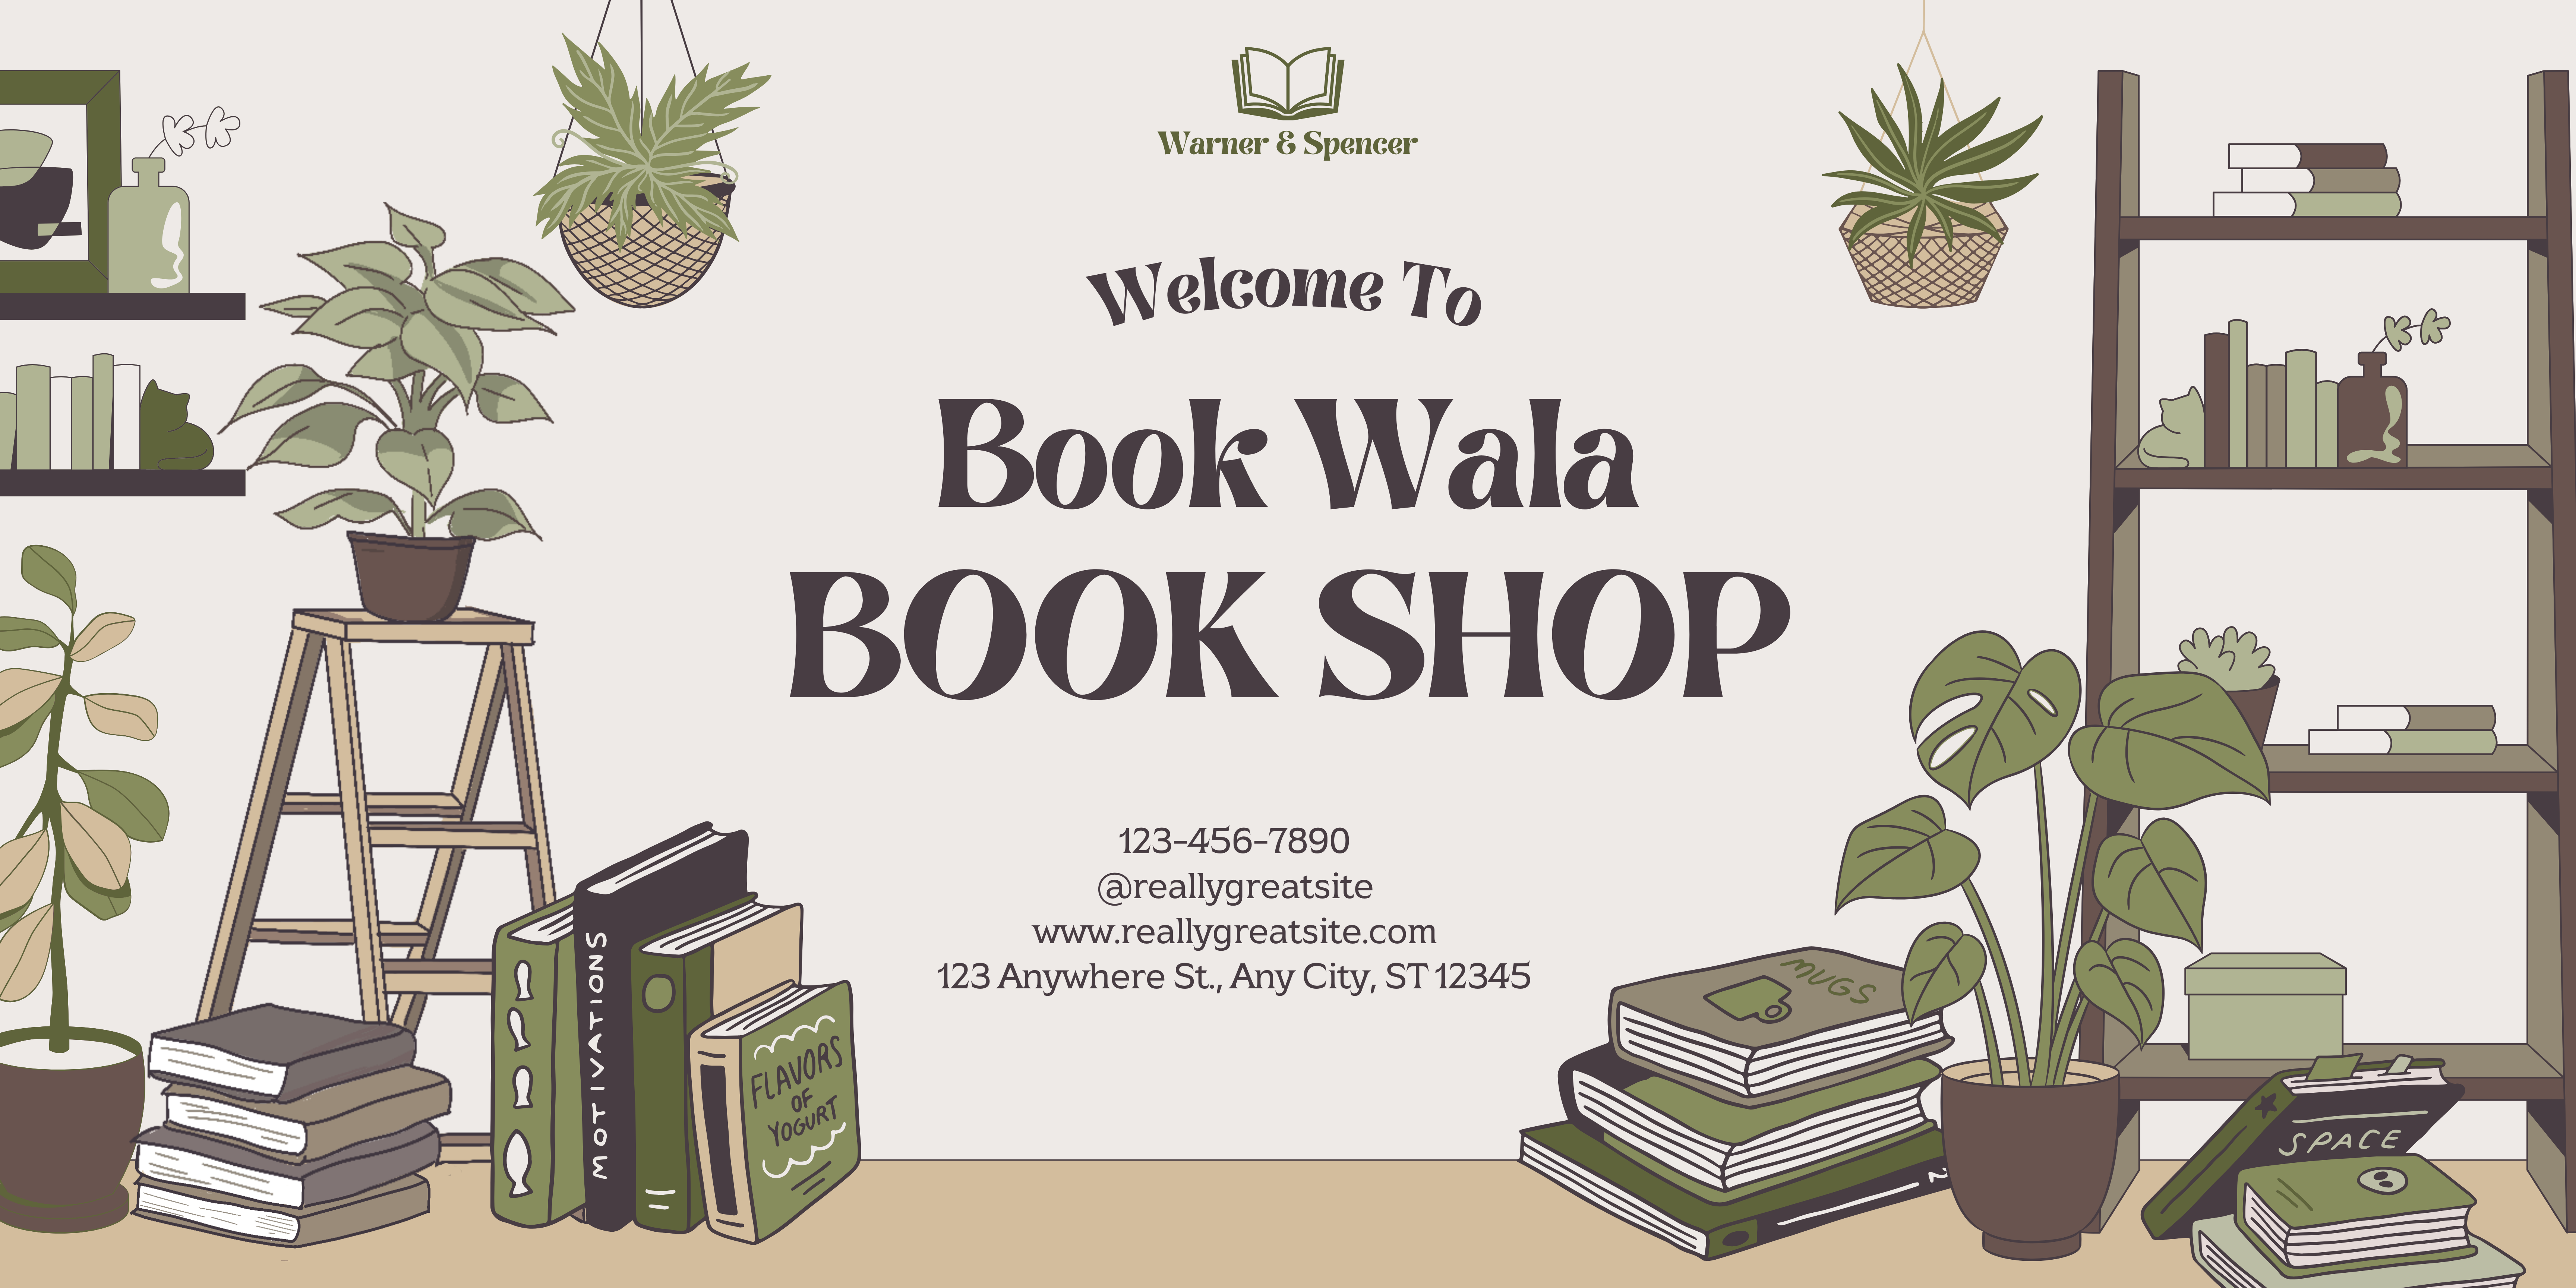 Warner & Spencer
Welcome To
Book Wala
BOOK SHOP
123-456-7890
@reallygreatsite
www.reallygreatsite.com
123 Anywhere St., Any City, ST 12345
MOTIVATIONS
FLAVORS
OF
YOGURT
MUGS
SPACE